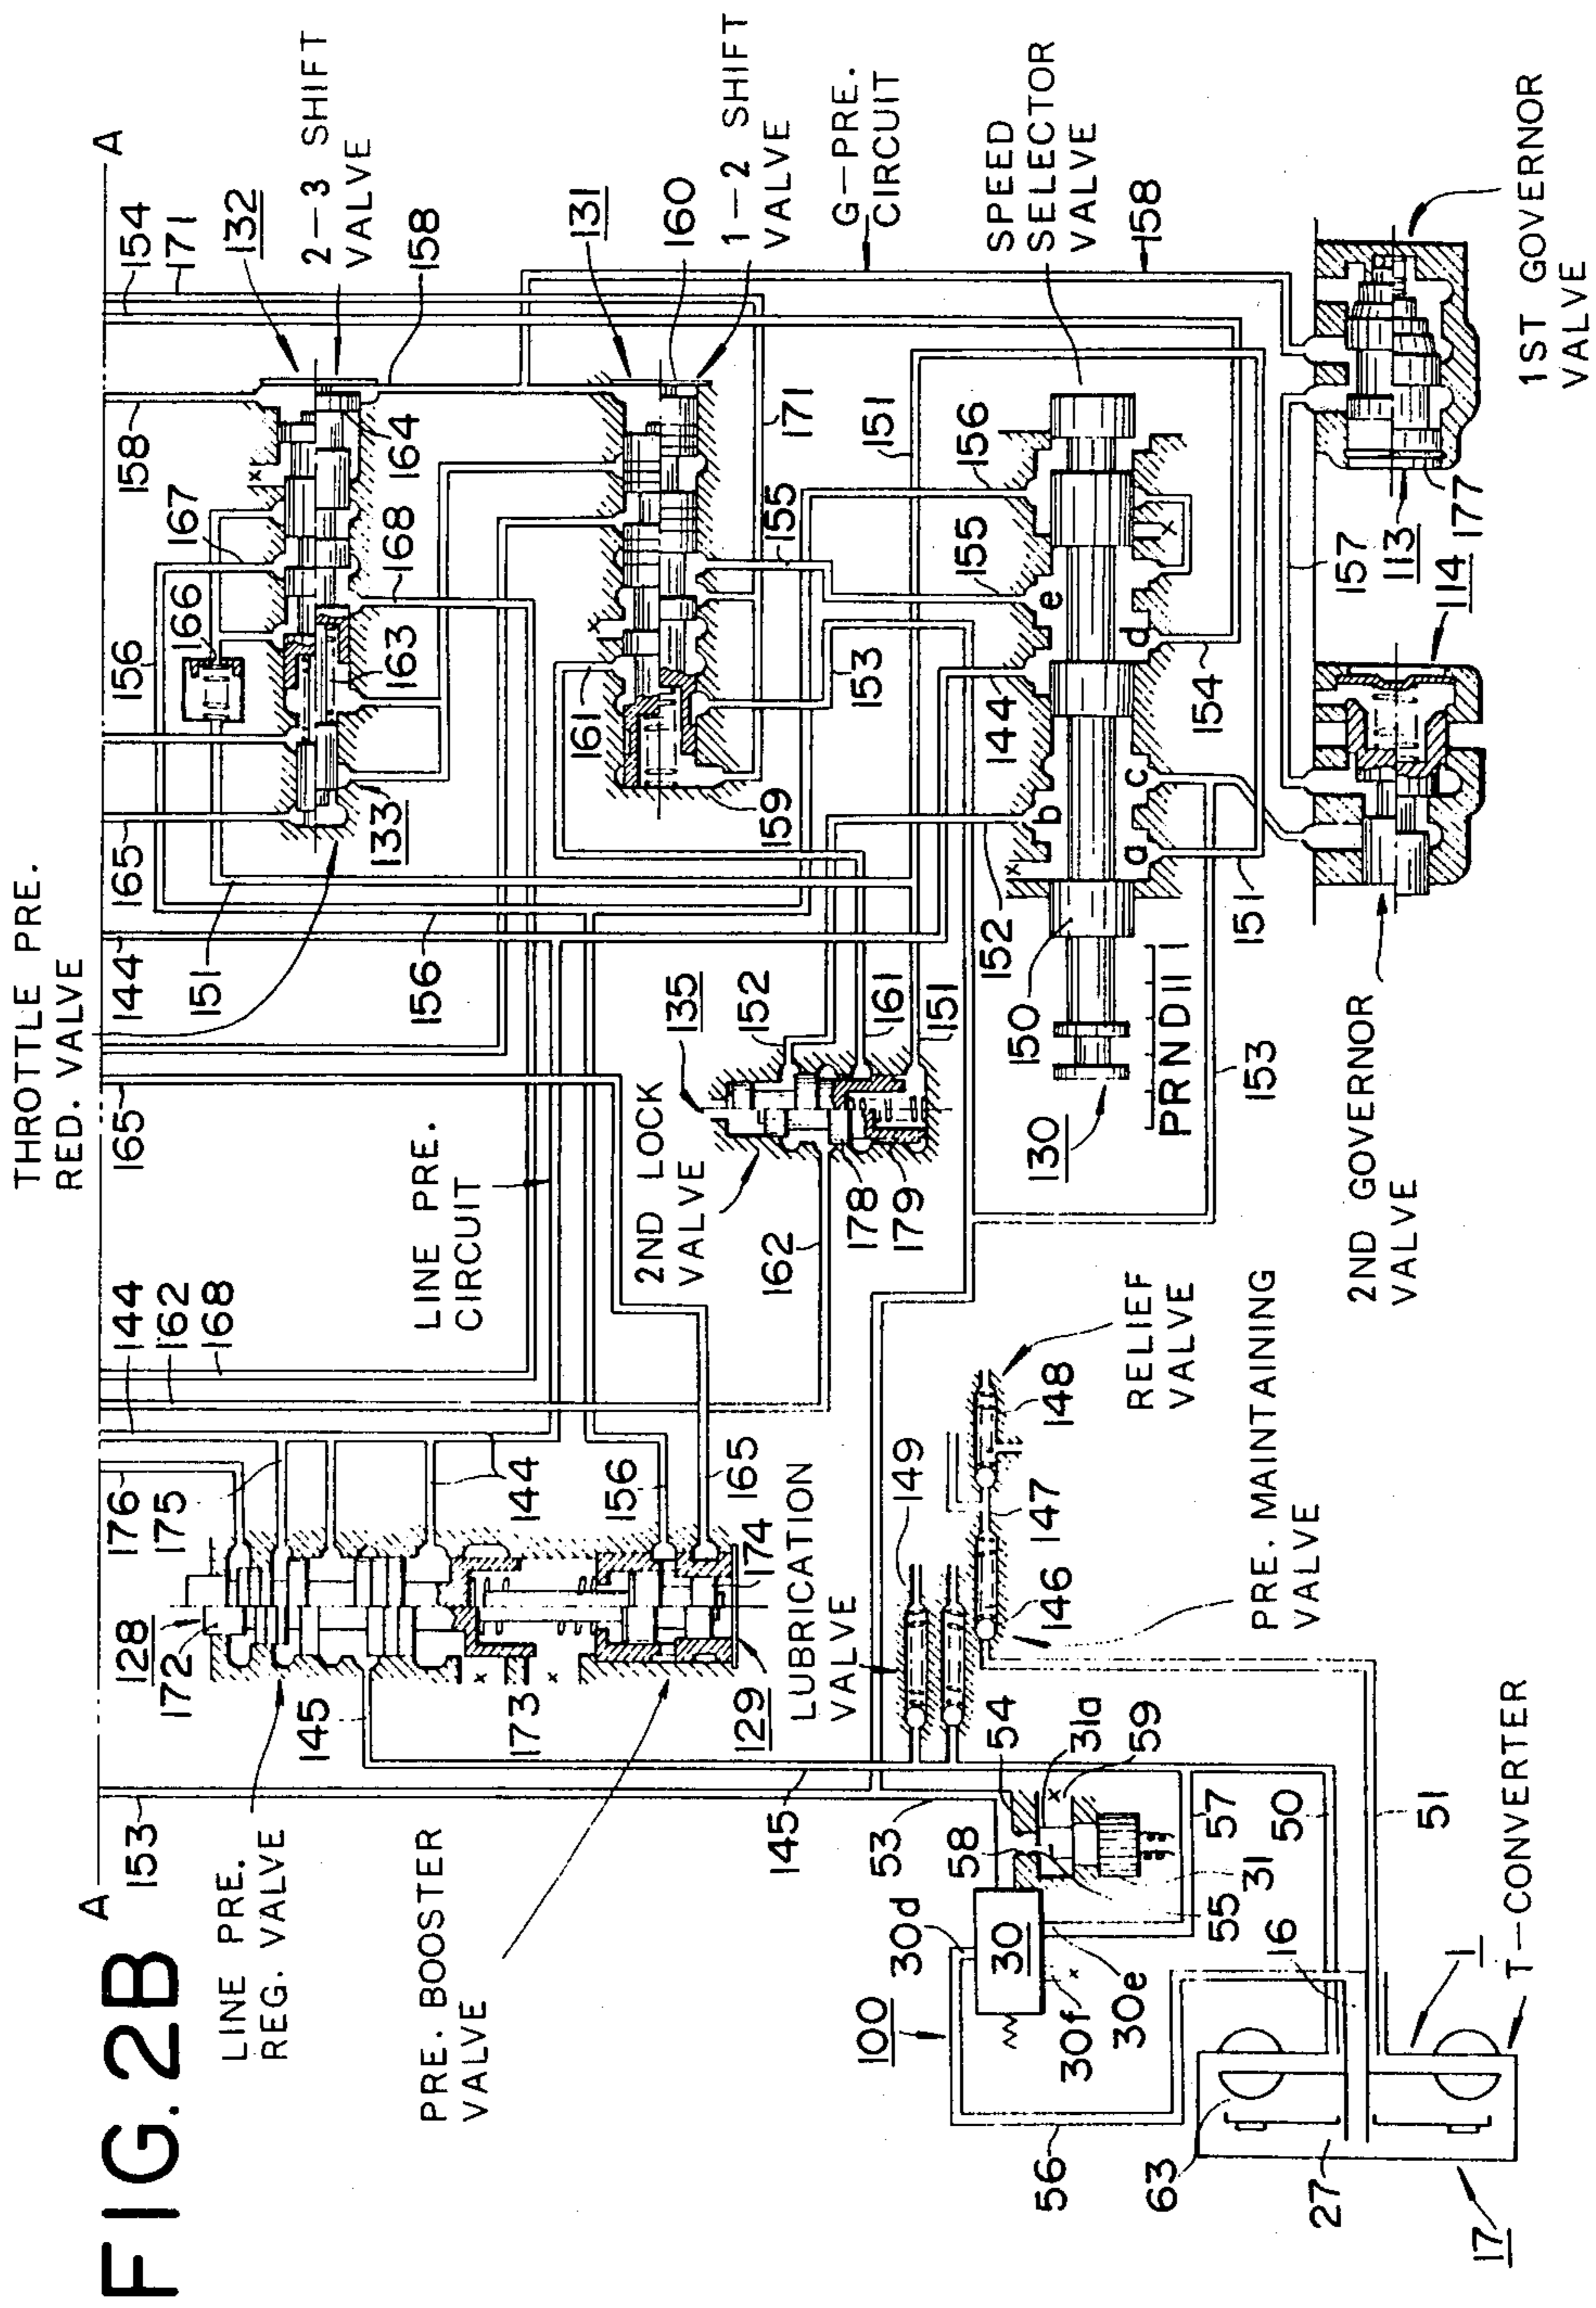 FIG. 2B
THROTTLE PRE.
RED. VALVE
A
A
154
171
132
2-3 SHIFT
VALVE
158
131
160
1-2 SHIFT
VALVE
G-PRE.
CIRCUIT
SPEED
SELECTOR
VALVE
158
1ST GOVERNOR
VALVE
158
167
164
168
166
156
163
133
165
144
151
156
165
171
155
153
161
159
151
156
155
144
e
d
b
c
a
154
152
151
150
PRND II I
130
153
157
113
177
114
2ND GOVERNOR
VALVE
135
152
161
151
2ND LOCK
VALVE
178
179
162
LINE PRE.
CIRCUIT
144
162
168
176
175
144
156
165
174
128
172
145
173
129
LINE PRE.
REG. VALVE
PRE. BOOSTER
VALVE
LUBRICATION
VALVE
149
148
147
146
RELIEF
VALVE
PRE. MAINTAINING
VALVE
153
145
53
54
31a
59
58
55
31
57
50
51
30d
30
30f
30e
100
56
16
63
27
17
1
T-CONVERTER